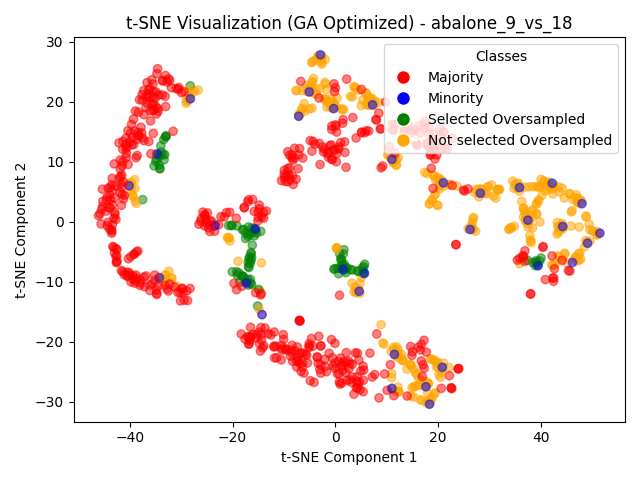 t-SNE Visualization (GA Optimized) - abalone_9_vs_18
30
20
10
0
−10
−20
−30
t-SNE Component 2
Classes
Majority
Minority
Selected Oversampled
Not selected Oversampled
−40
−20
0
20
40
t-SNE Component 1